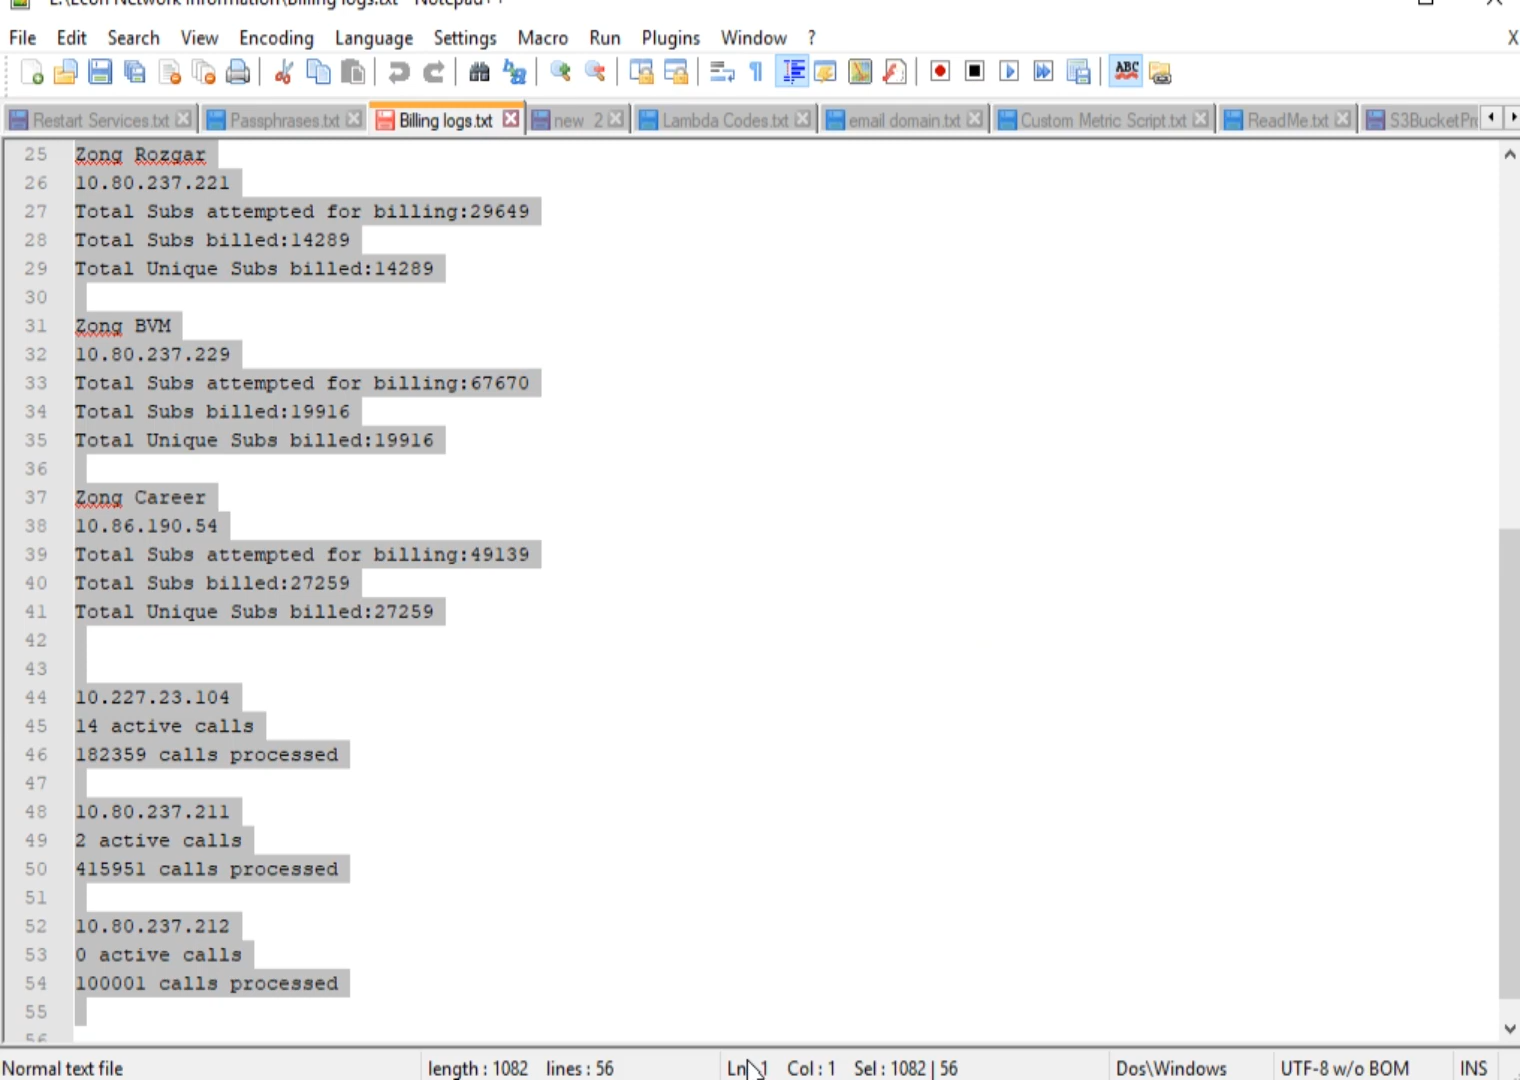 File Edit Search View Encoding Language Settings Macro Run Plugins Window ? X
ABC
Restart Services.txt Passphrases.txt Billing logs.txt new 2 Lambda Codes.txt email domain.txt Custom Metric Script.txt ReadMe.txt
25 Zong Rozgar
26 10.80.237.221
27 Total Subs attempted for billing:29649
28 Total Subs billed:14289
29 Total Unique Subs billed:14289
30
31 Zong BVM
32 10.80.237.229
33 Total Subs attempted for billing:67670
34 Total Subs billed:19916
35 Total Unique Subs billed:19916
36
37 Zong Career
38 10.86.190.54
39 Total Subs attempted for billing:49139
40 Total Subs billed:27259
41 Total Unique Subs billed:27259
42
43
44 10.227.23.104
45 14 active calls
46 182359 calls processed
47
48 10.80.237.211
49 2 active calls
50 415951 calls processed
51
52 10.80.237.212
53 0 active calls
54 100001 calls processed
55
56
Normal text file length : 1082 lines : 56 Ln : 1 Col : 1 Sel : 1082 | 56 Dos\Windows UTF-8 w/o BOM INS